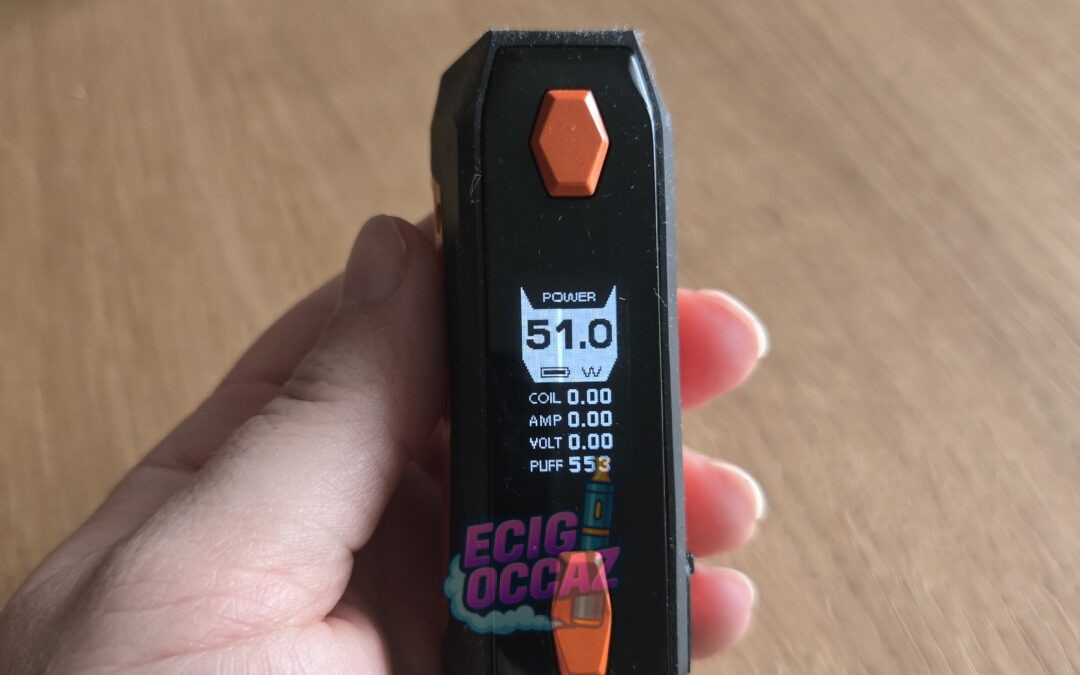 POWER
51.0
W
COIL 0.00
AMP 0.00
VOLT 0.00
PUFF 553
ECIG
OCCAZ